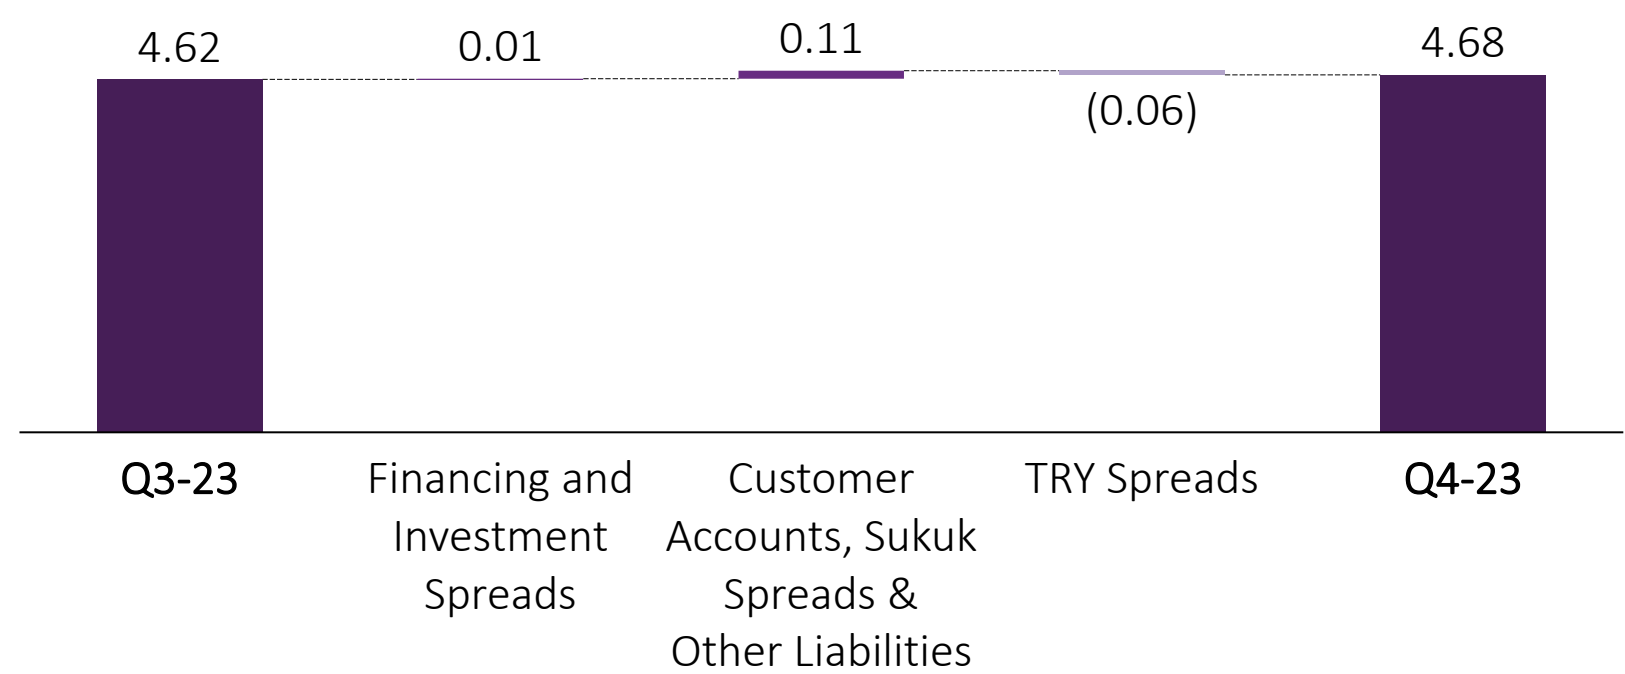 4.62
0.01
0.11
(0.06)
4.68
Q3-23
Financing and
Investment
Spreads
Customer
Accounts, Sukuk
Spreads &
Other Liabilities
TRY Spreads
Q4-23